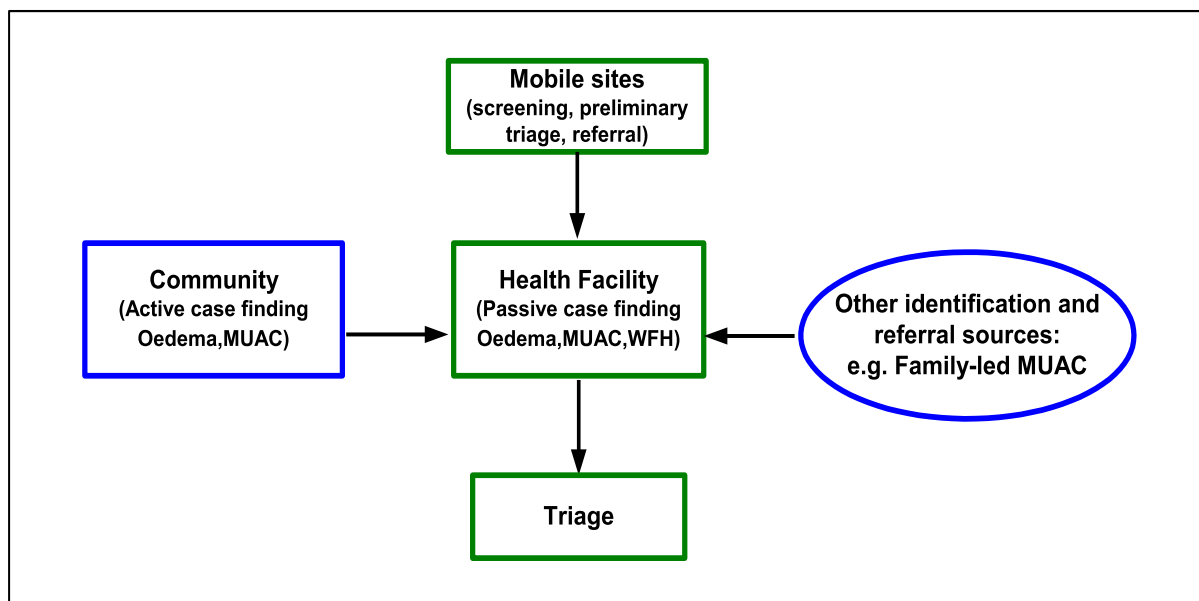 Mobile sites
(screening, preliminary
triage, referral)
Community
(Active case finding
Oedema,MUAC)
Health Facility
(Passive case finding
Oedema,MUAC,WFH)
Other identification and
referral sources:
e.g. Family-led MUAC
Triage